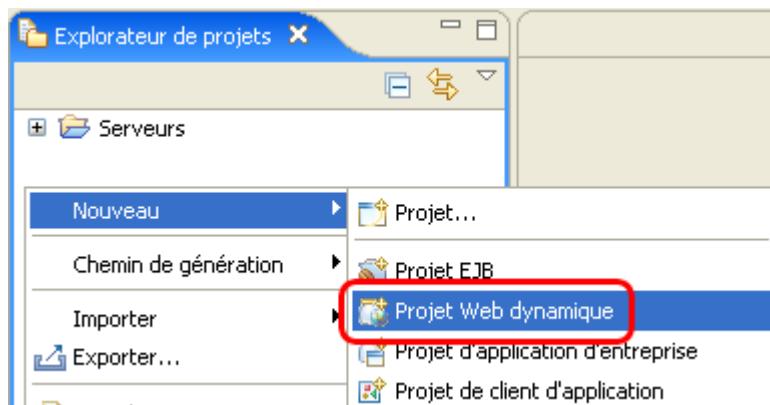 Explorateur de projets
Serveurs
Nouveau
Projet...
Chemin de génération
Projet EJB
Importer
Projet Web dynamique
Exporter...
Projet d'application d'entreprise
Projet de client d'application